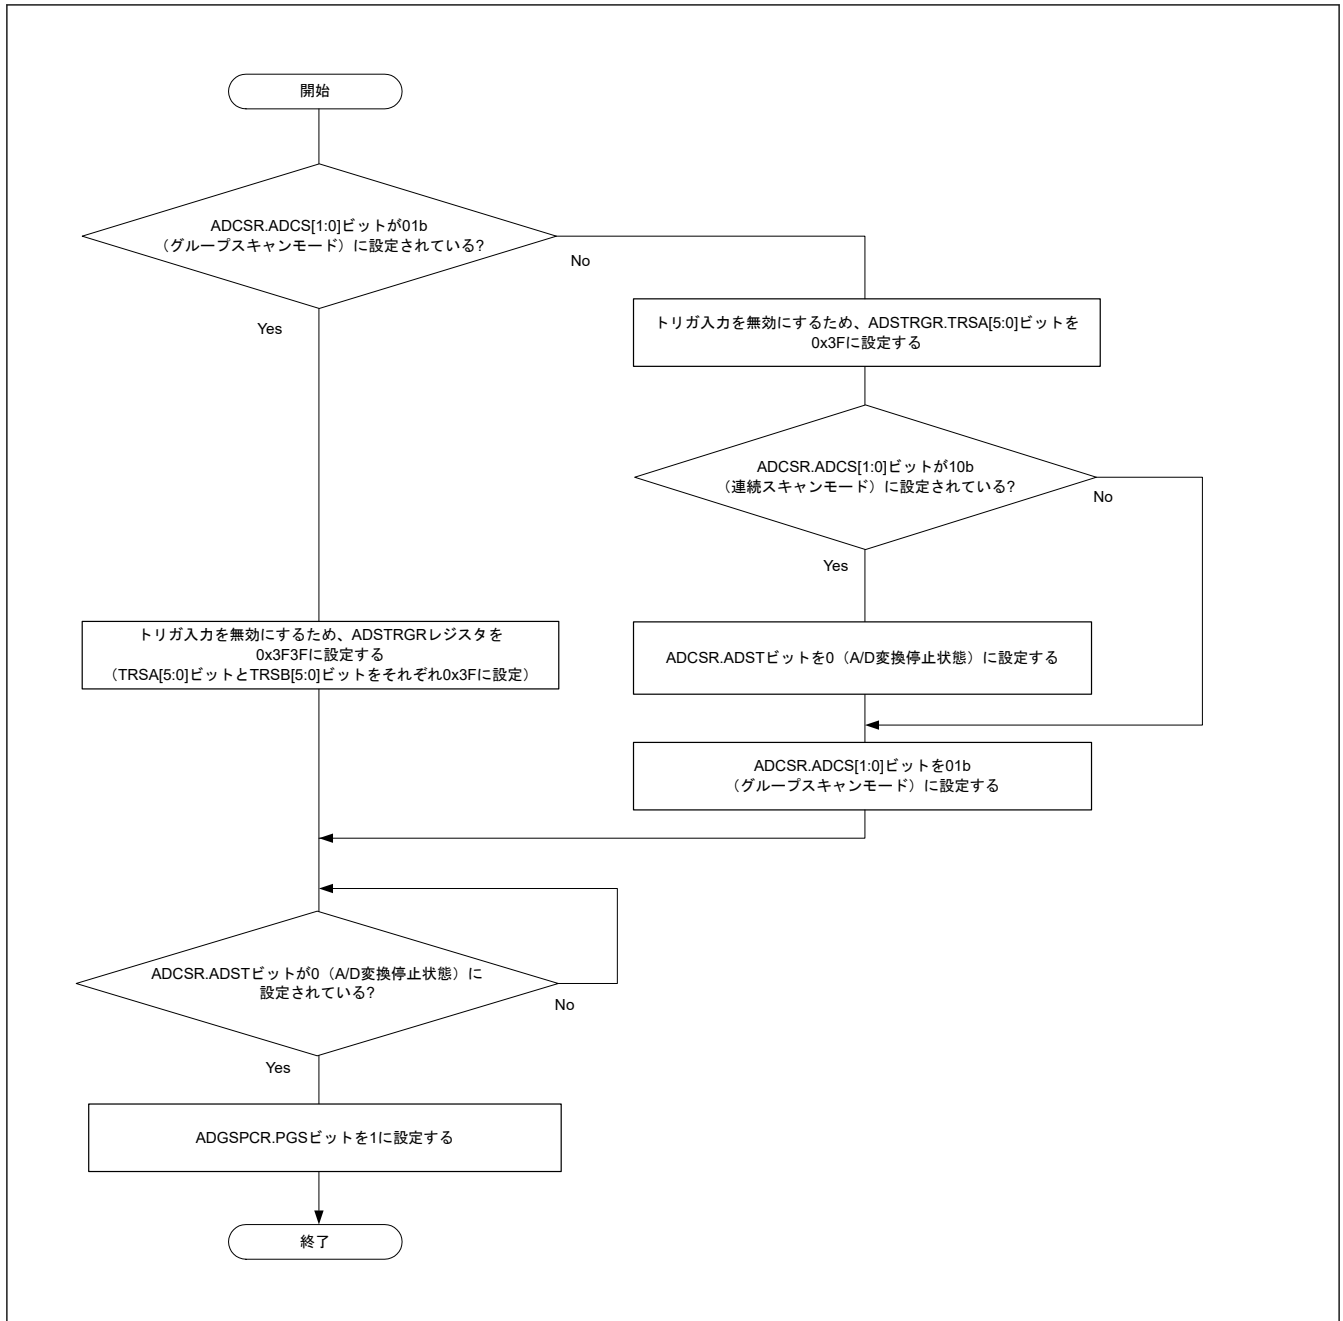 開始
ADCSR.ADCS[1:0]ビットが01b
（グループスキャンモード）に設定されている?
No
Yes
トリガ入力を無効にするため、ADSTRGR.TRSA[5:0]ビットを
0x3Fに設定する
ADCSR.ADCS[1:0]ビットが10b
（連続スキャンモード）に設定されている?
No
Yes
トリガ入力を無効にするため、ADSTRGRレジスタを
0x3F3Fに設定する
（TRSA[5:0]ビットとTRSB[5:0]ビットをそれぞれ0x3Fに設定）
ADCSR.ADSTビットを0（A/D変換停止状態）に設定する
ADCSR.ADCS[1:0]ビットを01b
（グループスキャンモード）に設定する
ADCSR.ADSTビットが0（A/D変換停止状態）に
設定されている?
No
Yes
ADGSPCR.PGSビットを1に設定する
終了